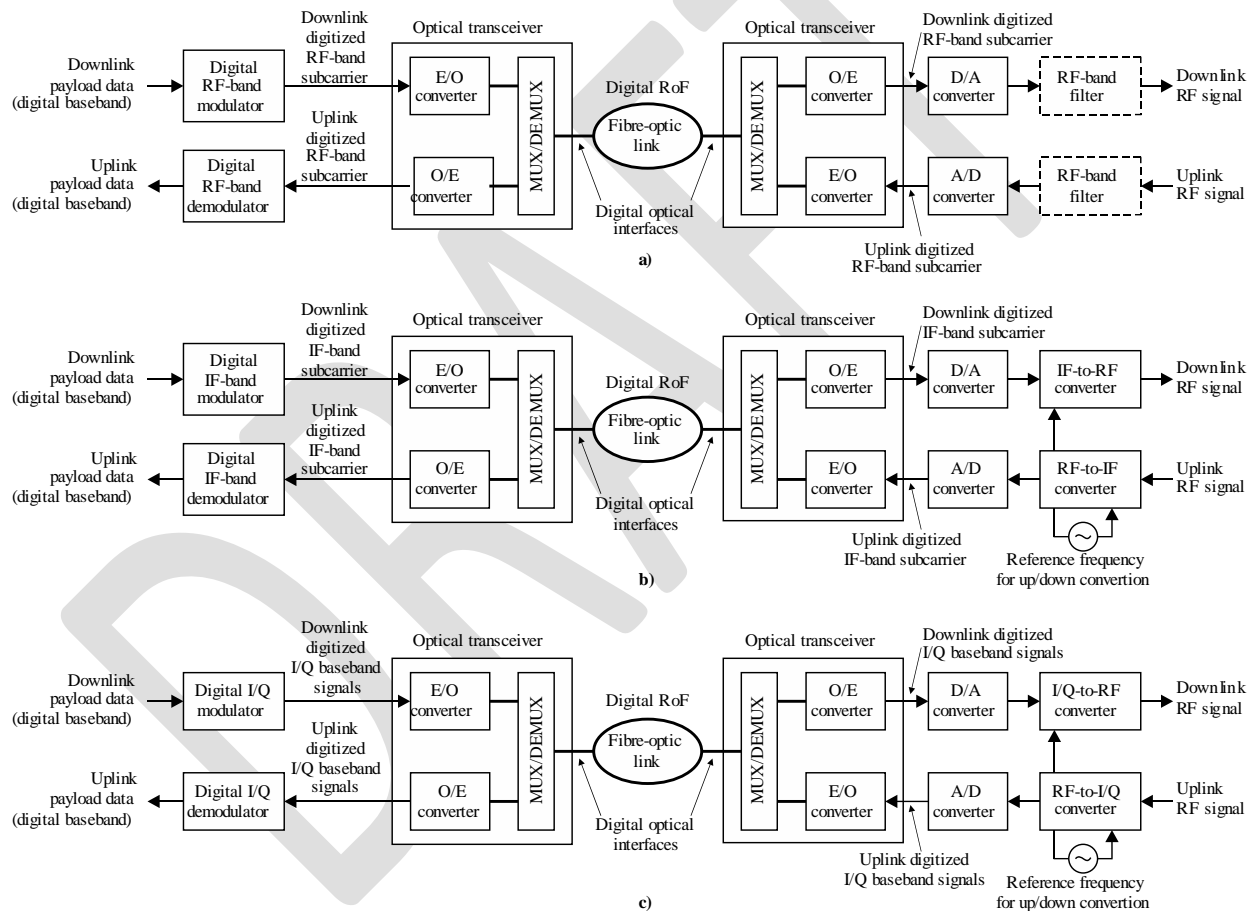 Downlink
payload data
(digital baseband)
Digital
RF-band
modulator
Downlink
digitized
RF-band
subcarrier
Optical transceiver
E/O
converter
MUX/DEMUX
Uplink
payload data
(digital baseband)
Digital
RF-band
demodulator
Uplink
digitized
RF-band
subcarrier
O/E
converter
Digital RoF
Fibre-optic
link
Digital optical
interfaces
Optical transceiver
MUX/DEMUX
O/E
converter
Downlink digitized
RF-band subcarrier
D/A
converter
RF-band
filter
Downlink
RF signal
E/O
converter
A/D
converter
RF-band
filter
Uplink
RF signal
Uplink digitized
RF-band subcarrier
a)
Downlink
payload data
(digital baseband)
Digital
IF-band
modulator
Downlink
digitized
IF-band
subcarrier
Optical transceiver
E/O
converter
MUX/DEMUX
Uplink
payload data
(digital baseband)
Digital
IF-band
demodulator
Uplink
digitized
IF-band
subcarrier
O/E
converter
Digital RoF
Fibre-optic
link
Digital optical
interfaces
Optical transceiver
MUX/DEMUX
O/E
converter
Downlink digitized
IF-band subcarrier
D/A
converter
IF-to-RF
converter
Downlink
RF signal
E/O
converter
A/D
converter
RF-to-IF
converter
Uplink
RF signal
Uplink digitized
IF-band subcarrier
Reference frequency
for up/down convertion
b)
Downlink
payload data
(digital baseband)
Digital I/Q
modulator
Downlink
digitized
I/Q baseband
signals
Optical transceiver
E/O
converter
MUX/DEMUX
Uplink
payload data
(digital baseband)
Digital I/Q
demodulator
Uplink
digitized
I/Q baseband
signals
O/E
converter
Digital RoF
Fibre-optic
link
Digital optical
interfaces
Optical transceiver
MUX/DEMUX
O/E
converter
Downlink digitized
I/Q baseband signals
D/A
converter
I/Q-to-RF
converter
Downlink
RF signal
E/O
converter
A/D
converter
RF-to-I/Q
converter
Uplink
RF signal
Uplink digitized
I/Q baseband signals
Reference frequency
for up/down convertion
c)
DRAFT